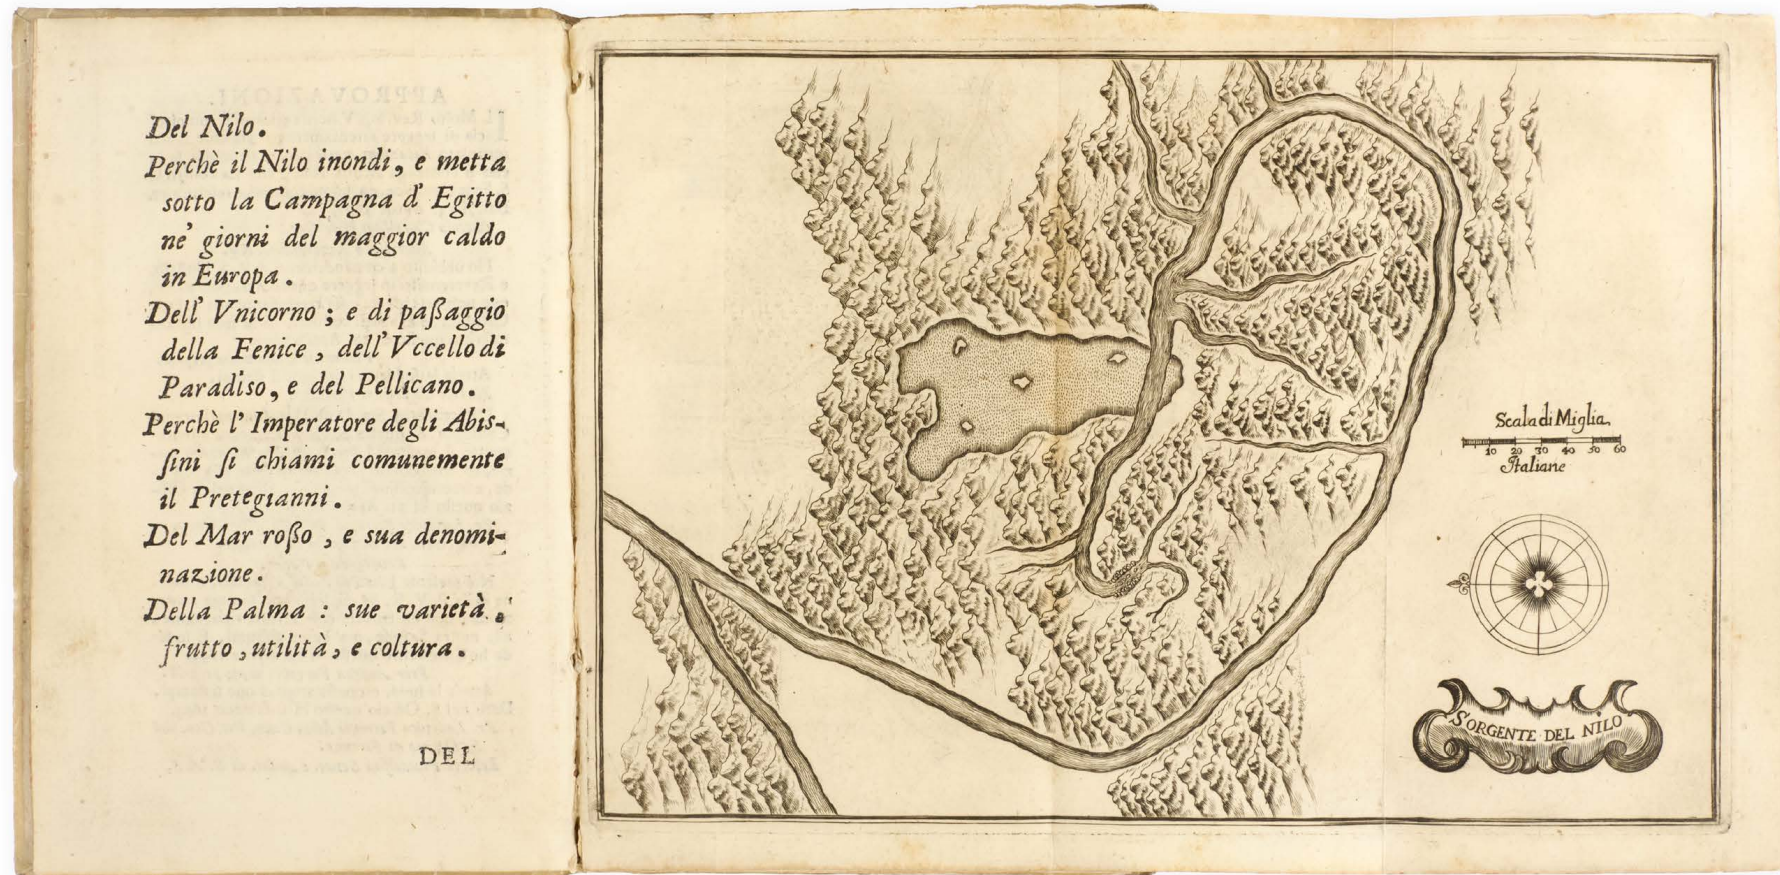 Del Nilo.
Perchè il Nilo inondi, e metta
sotto la Campagna d' Egitto
ne' giorni del maggior caldo
in Europa.
Dell' Vnicorno; e di paßaggio
della Fenice, dell' Vccello di
Paradiso, e del Pellicano.
Perchè l' Imperatore degli Abis-
sini si chiami comunemente
il Pretegianni.
Del Mar roßo, e sua denomi-
nazione.
Della Palma: sue varietà,
frutto, utilità, e coltura.
DEL
APPROVAZIONI.
Scala di Miglia
10 20 30 40 50 60
Italiane
SORGENTE DEL NILO